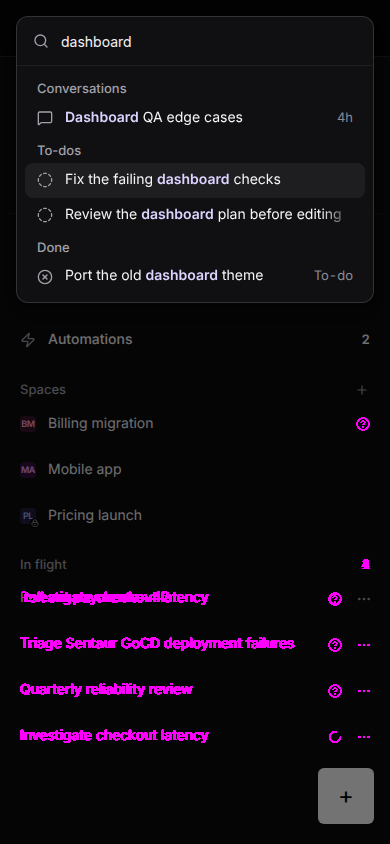 dashboard
Conversations
Dashboard QA edge cases 4h
To-dos
Fix the failing dashboard checks
Review the dashboard plan before editing
Done
Port the old dashboard theme To-do
Automations 2
Spaces +
BM Billing migration
MA Mobile app
PL Pricing launch
In flight
latency
Triage Sentaur GoCD deployment failures
Quarterly reliability review
Investigate checkout latency
+